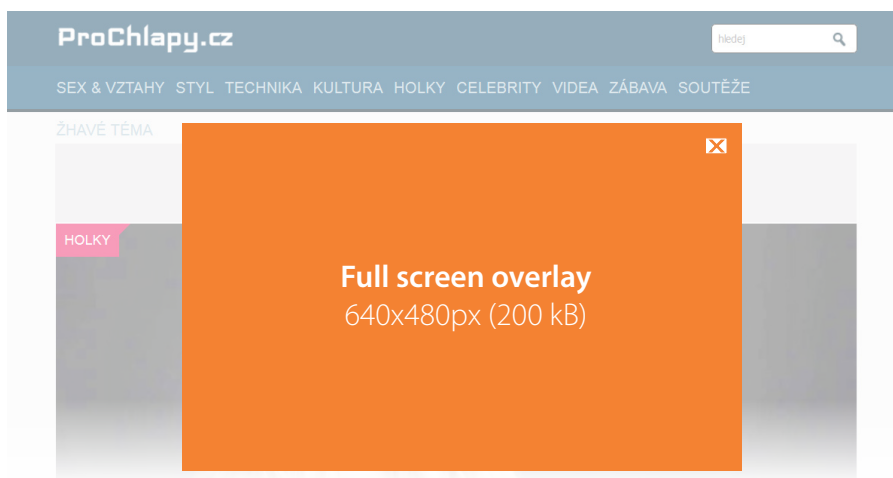 ProChlapy.cz
hledej
SEX & VZTAHY STYL TECHNIKA KULTURA HOLKY CELEBRITY VIDEA ZÁBAVA SOUTĚŽE
ŽHAVÉ TÉMA
HOLKY
Full screen overlay
640x480px (200 kB)